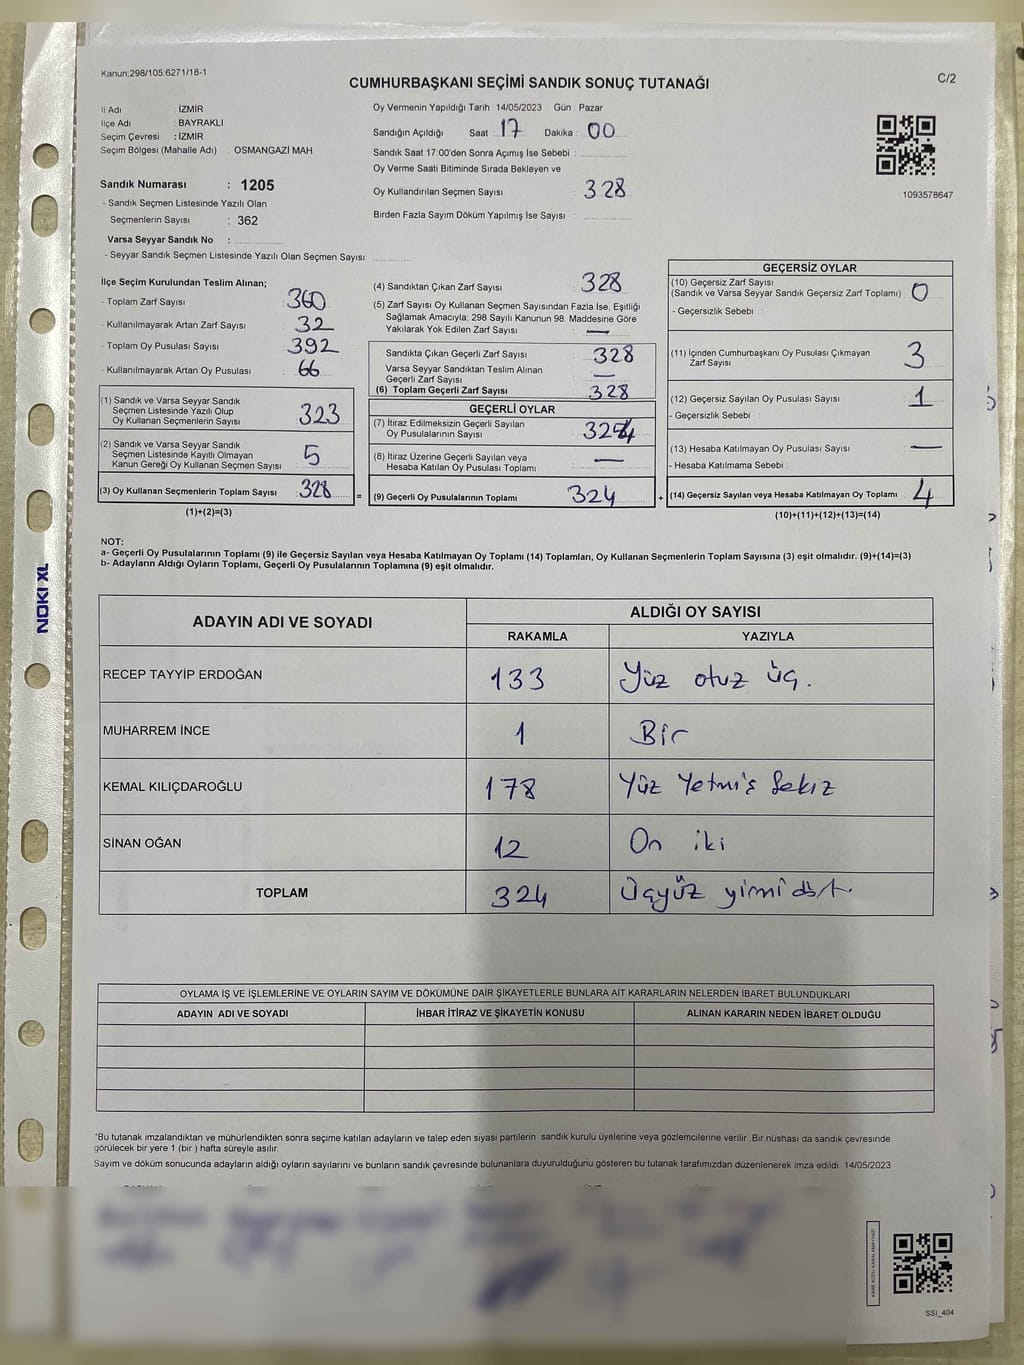 Kanun;298/105:6271/18-1
C/2
CUMHURBAŞKANI SEÇİMİ SANDIK SONUÇ TUTANAĞI
İl Adı : İZMİR
İlçe Adı : BAYRAKLI
Seçim Çevresi : İZMİR
Seçim Bölgesi (Mahalle Adı) : OSMANGAZİ MAH.
Sandık Numarası : 1205
- Sandık Seçmen Listesinde Yazılı Olan
Seçmenlerin Sayısı : 362
Varsa Seyyar Sandık No :
- Seyyar Sandık Seçmen Listesinde Yazılı Olan Seçmen Sayısı:
Oy Vermenin Yapıldığı Tarih 14/05/2023 Gün : Pazar
Sandığın Açıldığı Saat : 17 Dakika : 00
Sandık Saat 17:00'den Sonra Açımış İse Sebebi :
Oy Verme Saati Bitiminde Sırada Bekleyen ve
Oy Kullandırılan Seçmen Sayısı : 328
Birden Fazla Sayım Döküm Yapılmış İse Sayısı :
1093578647
İlçe Seçim Kurulundan Teslim Alınan;
- Toplam Zarf Sayısı : 360
- Kullanılmayarak Artan Zarf Sayısı : 32
- Toplam Oy Pusulası Sayısı : 392
- Kullanılmayarak Artan Oy Pusulası : 66
(1) Sandık ve Varsa Seyyar Sandık
Seçmen Listesinde Yazılı Olup
Oy Kullanan Seçmenlerin Sayısı : 323
(2) Sandık ve Varsa Seyyar Sandık
Seçmen Listesinde Kayıtlı Olmayan
Kanun Gereği Oy Kullanan Seçmen Sayısı : 5
(3) Oy Kullanan Seçmenlerin Toplam Sayısı : 328
(1)+(2)=(3)
(4) Sandıktan Çıkan Zarf Sayısı : 328
(5) Zarf Sayısı Oy Kullanan Seçmen Sayısından Fazla İse, Eşitliği
Sağlamak Amacıyla; 298 Sayılı Kanunun 98. Maddesine Göre
Yakılarak Yok Edilen Zarf Sayısı : —
Sandıkta Çıkan Geçerli Zarf Sayısı : 328
Varsa Seyyar Sandıktan Teslim Alınan
Geçerli Zarf Sayısı : —
(6) Toplam Geçerli Zarf Sayısı : 328
GEÇERLİ OYLAR
(7) İtiraz Edilmeksizin Geçerli Sayılan
Oy Pusulalarının Sayısı : 324
(8) İtiraz Üzerine Geçerli Sayılan veya
Hesaba Katılan Oy Pusulası Toplamı : —
= (9) Geçerli Oy Pusulalarının Toplamı : 324
GEÇERSİZ OYLAR
(10) Geçersiz Zarf Sayısı
(Sandık ve Varsa Seyyar Sandık Geçersiz Zarf Toplamı) : 0
- Geçersizlik Sebebi :
(11) İçinden Cumhurbaşkanı Oy Pusulası Çıkmayan
Zarf Sayısı : 3
(12) Geçersiz Sayılan Oy Pusulası Sayısı : 1
- Geçersizlik Sebebi :
(13) Hesaba Katılmayan Oy Pusulası Sayısı : —
- Hesaba Katılmama Sebebi :
+ (14) Geçersiz Sayılan veya Hesaba Katılmayan Oy Toplamı : 4
(10)+(11)+(12)+(13)=(14)
NOT:
a- Geçerli Oy Pusulalarının Toplamı (9) ile Geçersiz Sayılan veya Hesaba Katılmayan Oy Toplamı (14) Toplamları, Oy Kullanan Seçmenlerin Toplam Sayısına (3) eşit olmalıdır. (9)+(14)=(3)
b- Adayların Aldığı Oyların Toplamı, Geçerli Oy Pusulalarının Toplamına (9) eşit olmalıdır.
ADAYIN ADI VE SOYADI ALDIĞI OY SAYISI
RAKAMLA YAZIYLA
RECEP TAYYİP ERDOĞAN 133 Yüz otuz üç.
MUHARREM İNCE 1 Bir
KEMAL KILIÇDAROĞLU 178 Yüz Yetmiş Sekiz
SİNAN OĞAN 12 On iki
TOPLAM 324 Üçyüz yirmi dört.
OYLAMA İŞ VE İŞLEMLERİNE VE OYLARIN SAYIM VE DÖKÜMÜNE DAİR ŞİKAYETLERLE BUNLARA AİT KARARLARIN NELERDEN İBARET BULUNDUKLARI
ADAYIN ADI VE SOYADI İHBAR İTİRAZ VE ŞİKAYETİN KONUSU ALINAN KARARIN NEDEN İBARET OLDUĞU
*Bu tutanak imzalandıktan ve mühürlendikten sonra seçime katılan adayların ve talep eden siyasi partilerin sandık kurulu üyelerine veya gözlemcilerine verilir. Bir nüshası da sandık çevresinde
görülecek bir yere 1 (bir ) hafta süreyle asılır.
Sayım ve döküm sonucunda adayların aldığı oyların sayılarını ve bunların sandık çevresinde bulunanlara duyurulduğunu gösteren bu tutanak tarafımızdan düzenlenerek imza edildi. 14/05/2023
KARE KODU KARALAMAYINIZ!
SSI_404
NOKI XL